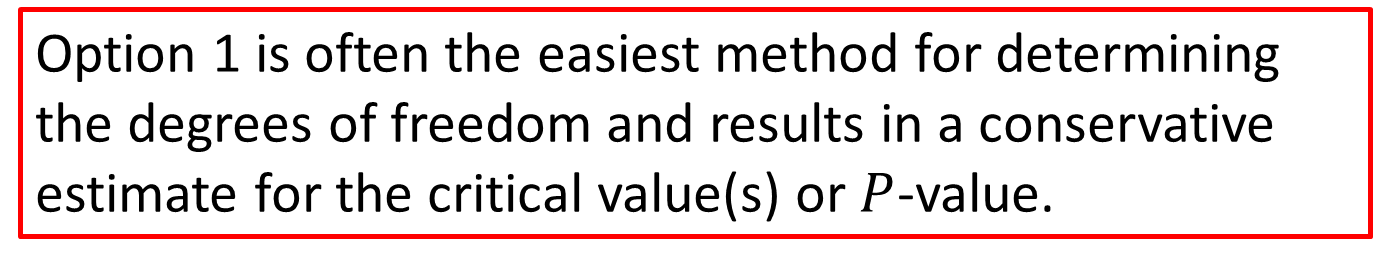 Option 1 is often the easiest method for determining
the degrees of freedom and results in a conservative
estimate for the critical value(s) or P-value.